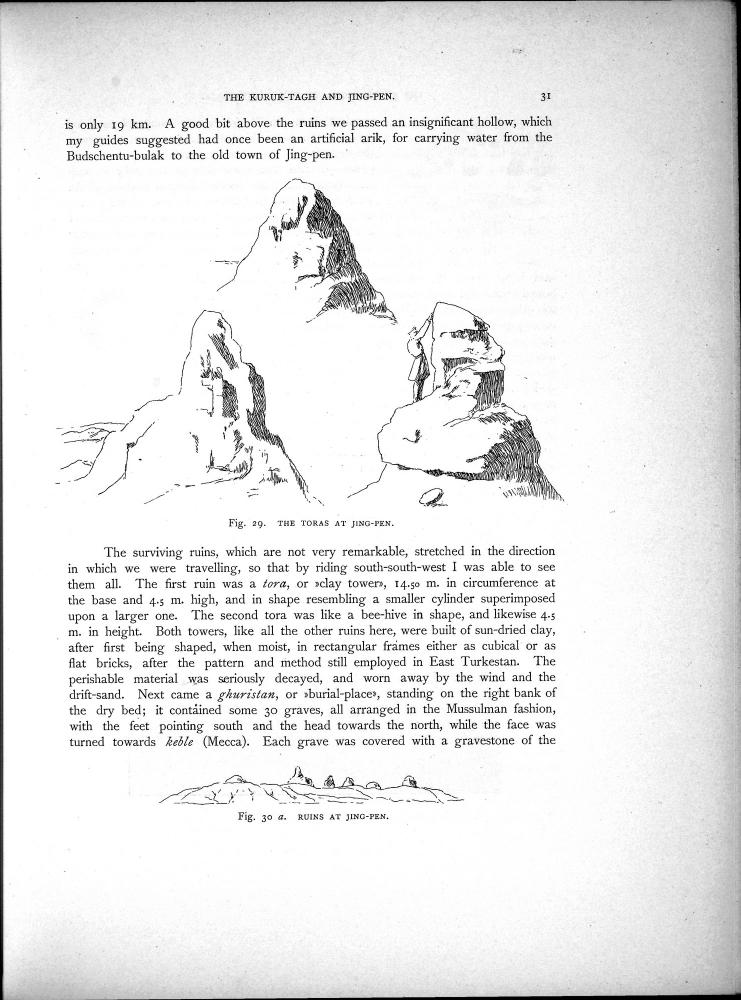 THE KURUK-TAGH AND JING-PEN. 31
is only 19 km. A good bit above the ruins we passed an insignificant hollow, which
my guides suggested had once been an artificial arik, for carrying water from the
Budschentu-bulak to the old town of Jing-pen.
Fig. 29. THE TORAS AT JING-PEN.
The surviving ruins, which are not very remarkable, stretched in the direction
in which we were travelling, so that by riding south-south-west I was able to see
them all. The first ruin was a tora, or »clay tower», 14.50 m. in circumference at
the base and 4.5 m. high, and in shape resembling a smaller cylinder superimposed
upon a larger one. The second tora was like a bee-hive in shape, and likewise 4.5
m. in height. Both towers, like all the other ruins here, were built of sun-dried clay,
after first being shaped, when moist, in rectangular frames either as cubical or as
flat bricks, after the pattern and method still employed in East Turkestan. The
perishable material was seriously decayed, and worn away by the wind and the
drift-sand. Next came a ghuristan, or »burial-place», standing on the right bank of
the dry bed; it contained some 30 graves, all arranged in the Mussulman fashion,
with the feet pointing south and the head towards the north, while the face was
turned towards keble (Mecca). Each grave was covered with a gravestone of the
Fig. 30 a. RUINS AT JING-PEN.